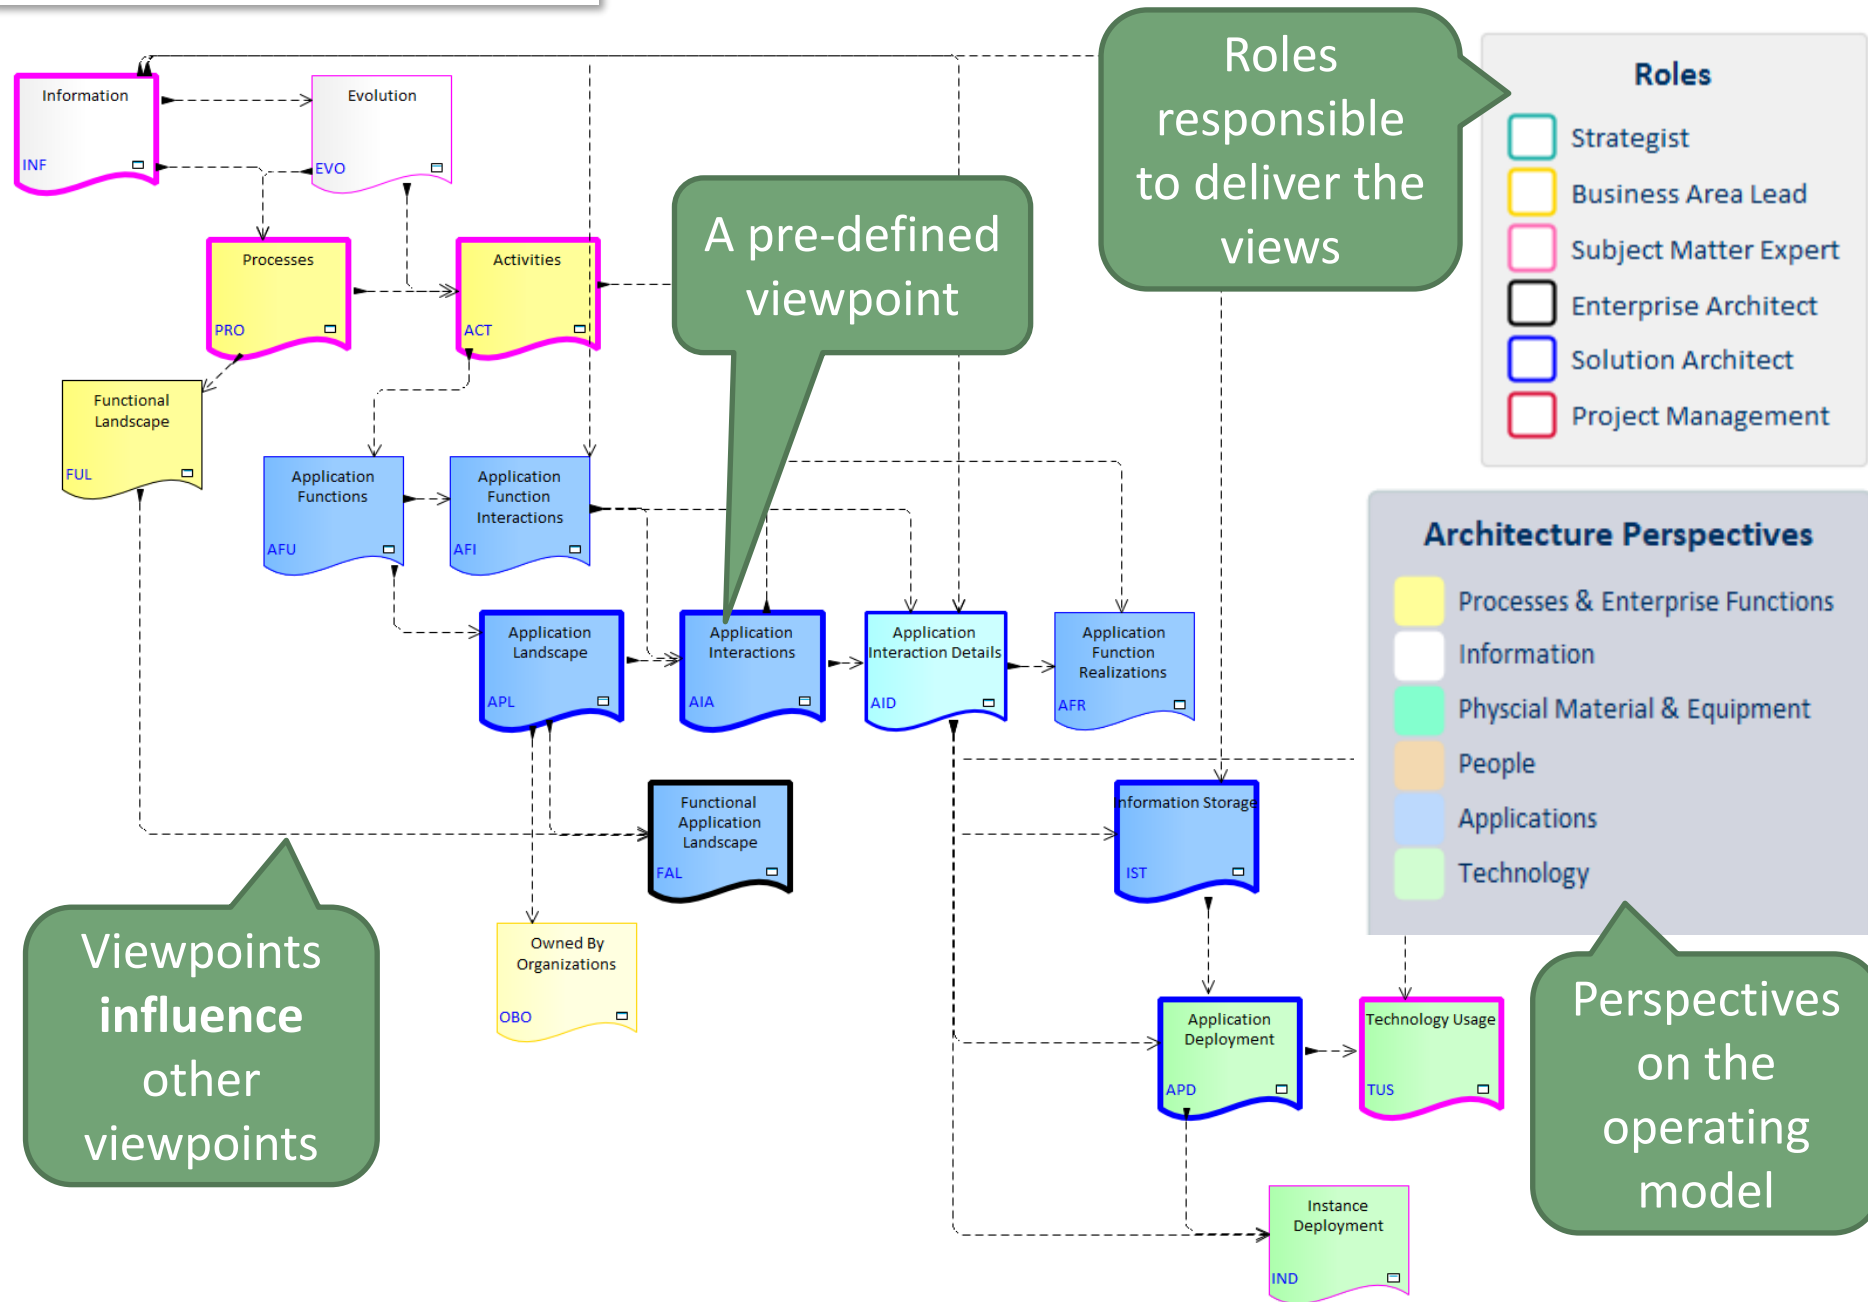 Information
INF
Evolution
EVO
Roles
responsible
to deliver the
views
Roles
Strategist
Business Area Lead
Subject Matter Expert
Enterprise Architect
Solution Architect
Project Management
Processes
PRO
Activities
ACT
A pre-defined
viewpoint
Functional
Landscape
FUL
Application
Functions
AFU
Application
Function
Interactions
AFI
Architecture Perspectives
Processes & Enterprise Functions
Information
Physcial Material & Equipment
People
Applications
Technology
Application
Landscape
APL
Application
Interactions
AIA
Application
Interaction Details
AID
Application
Function
Realizations
AFR
Functional
Application
Landscape
FAL
Information Storage
IST
Viewpoints
influence
other
viewpoints
Owned By
Organizations
OBO
Application
Deployment
APD
Technology Usage
TUS
Perspectives
on the
operating
model
Instance
Deployment
IND